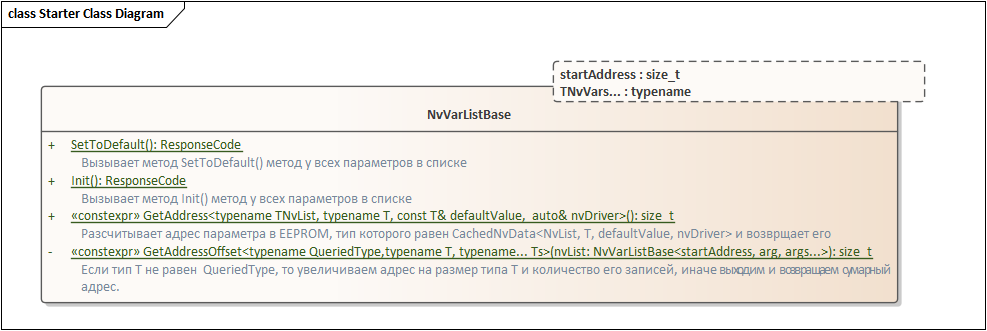 class Starter Class Diagram
startAddress : size_t
TNvVars... : typename
NvVarListBase
+ SetToDefault(): ResponseCode
Вызывает метод SetToDefault() метод у всех параметров в списке
+ Init(): ResponseCode
Вызывает метод Init() метод у всех параметров в списке
+ «constexpr» GetAddress<typename TNvList, typename T, const T& defaultValue, auto& nvDriver>(): size_t
Расcчитывает адрес параметра в EEPROM, тип которого равен CachedNvData<NvList, T, defaultValue, nvDriver> и возврщает его
- «constexpr» GetAddressOffset<typename QueriedType,typename T, typename... Ts>(nvList: NvVarListBase<startAddress, arg, args...>): size_t
Если тип T не равен QueriedType, то увеличиваем адрес на размер типа T и количество его записей, иначе выходим и возвращаем сумарный
адрес.